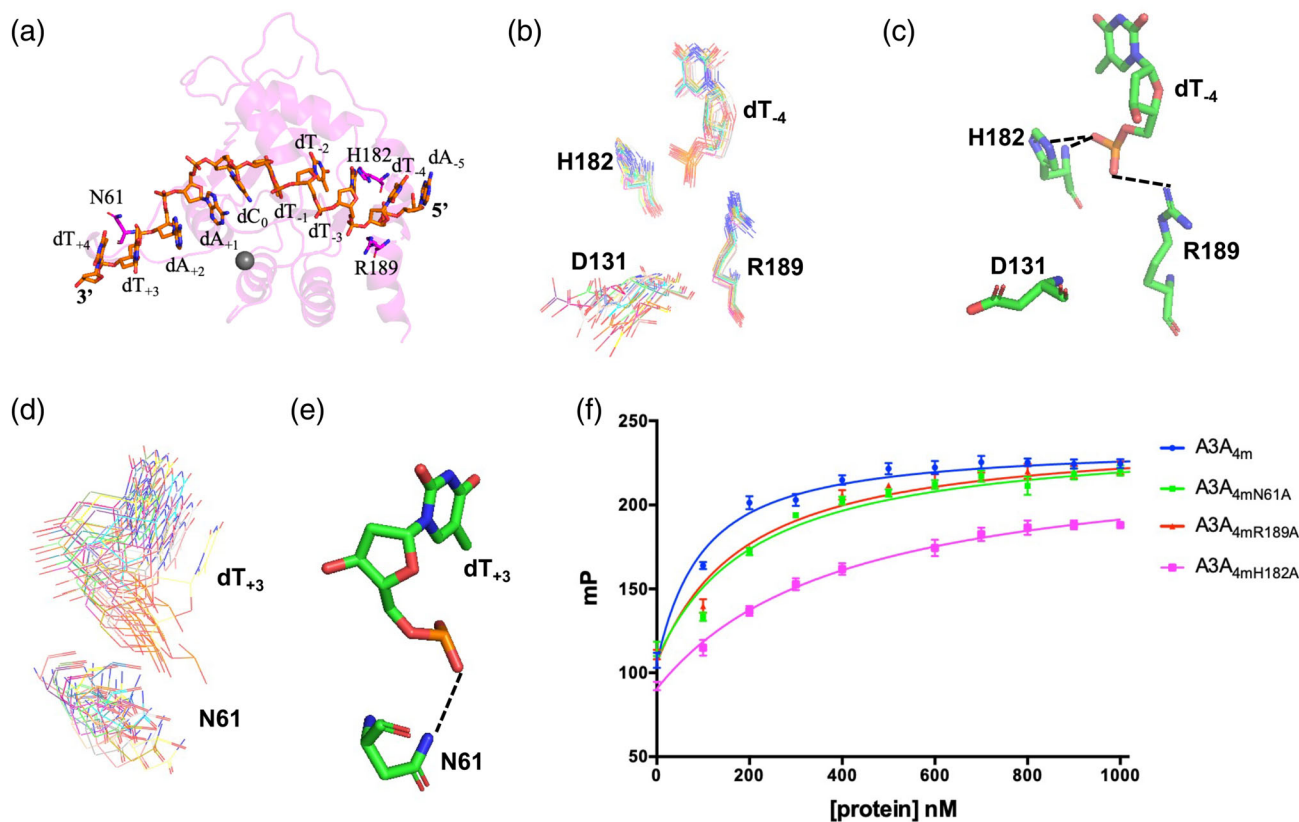 (a)
dT-2
H182
dT-4
dA-5
N61
5'
dC0
dT-1
dT+4
dA+1
dT-3
dA+2
R189
3'
dT+3
(b)
dT-4
H182
D131
R189
(c)
dT-4
H182
R189
D131
(d)
dT+3
N61
(e)
dT+3
N61
(f)
250
200
150
100
50
mP
0
200
400
600
800
1000
[protein] nM
A3A4m
A3A4mN61A
A3A4mR189A
A3A4mH182A